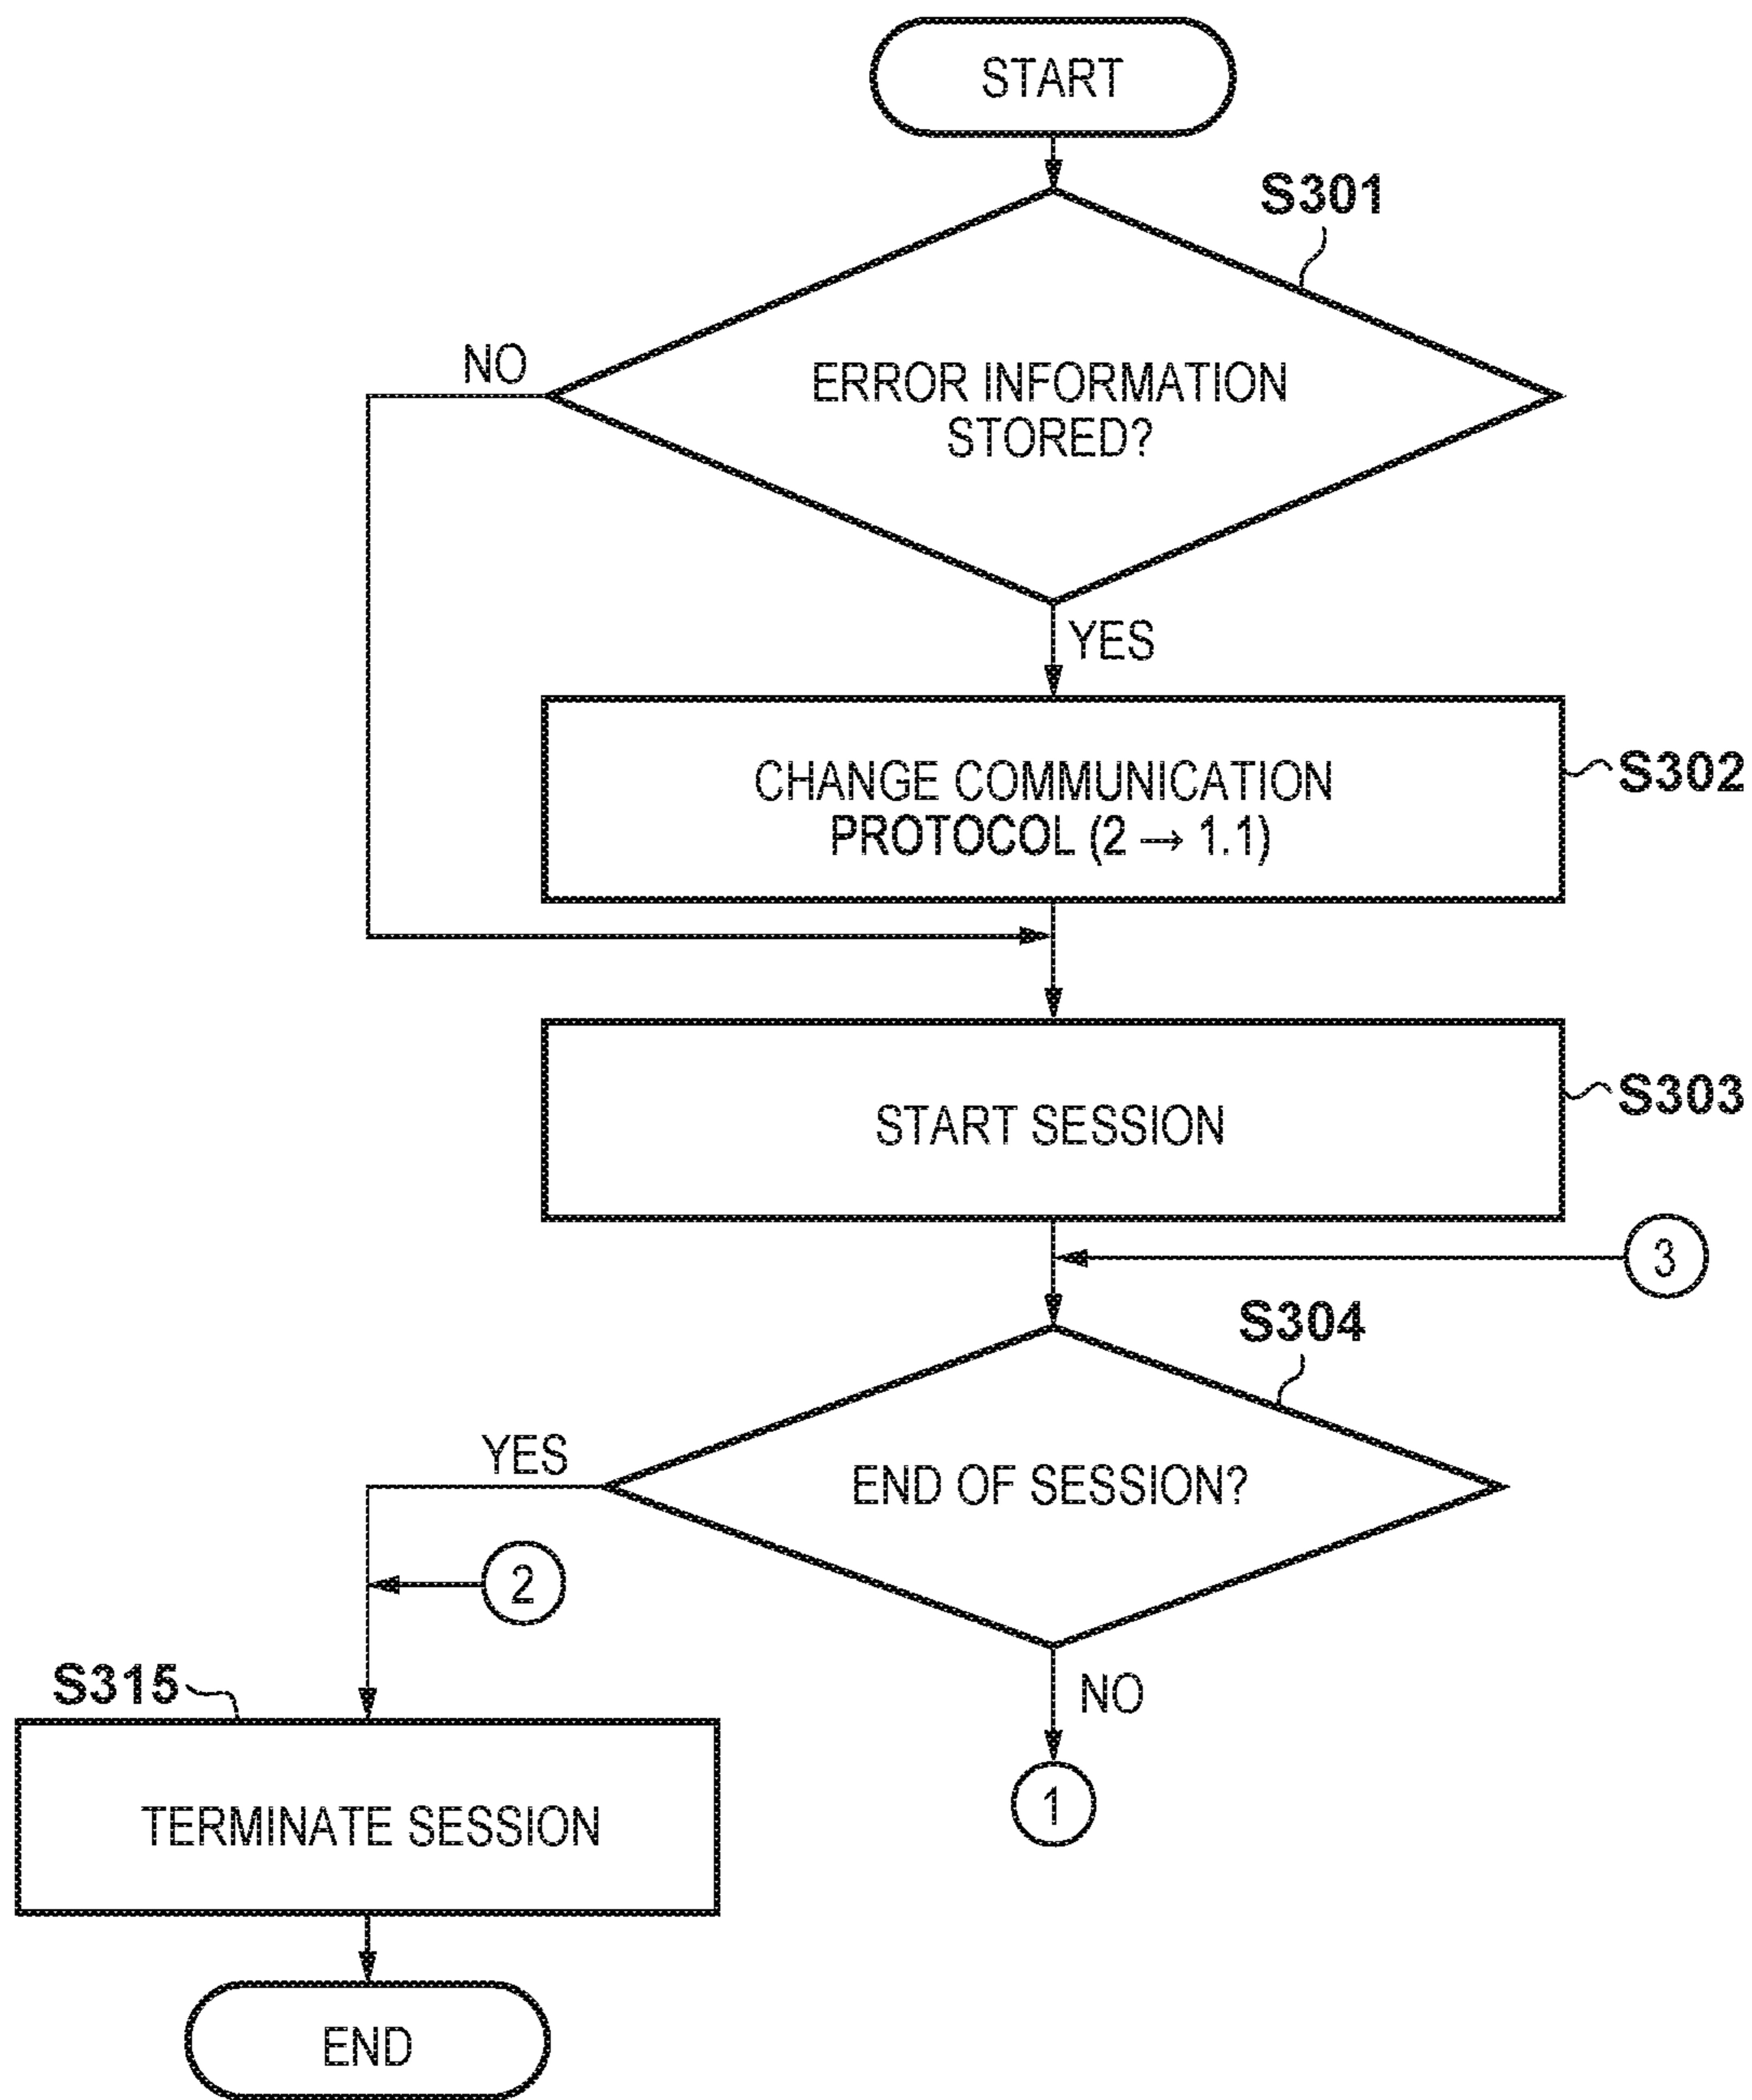 START
S301
NO
ERROR INFORMATION
STORED?
YES
CHANGE COMMUNICATION
PROTOCOL (2 → 1.1)
S302
START SESSION
S303
3
S304
YES
END OF SESSION?
2
S315
NO
TERMINATE SESSION
1
END